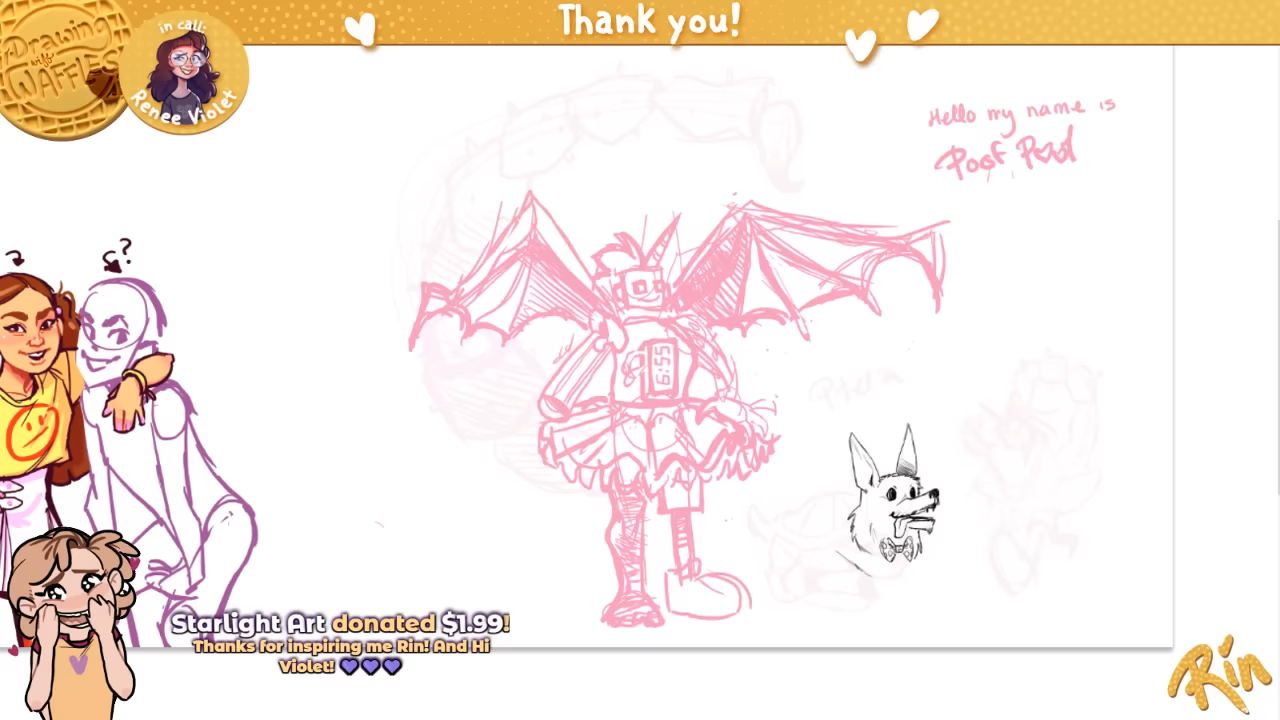 Thank you!
Drawing
with
WAFFLES
in call:
Renee Violet
Hello my name is
Poof
6:55
?
Starlight Art donated $1.99!
Thanks for inspiring me Rin! And Hi
Violet! 💜💜💜
Rin